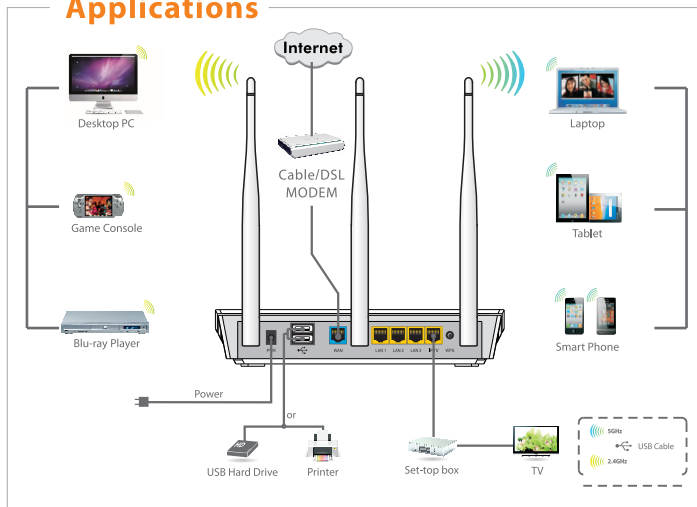 Applications
Internet
Desktop PC
Laptop
Cable/DSL
MODEM
Game Console
Tablet
Blu-ray Player
Smart Phone
WAN
LAN 1
LAN 2
LAN 3
IPTV
WPS
Power
or
USB Hard Drive
Printer
Set-top box
TV
5GHz
USB Cable
2.4GHz